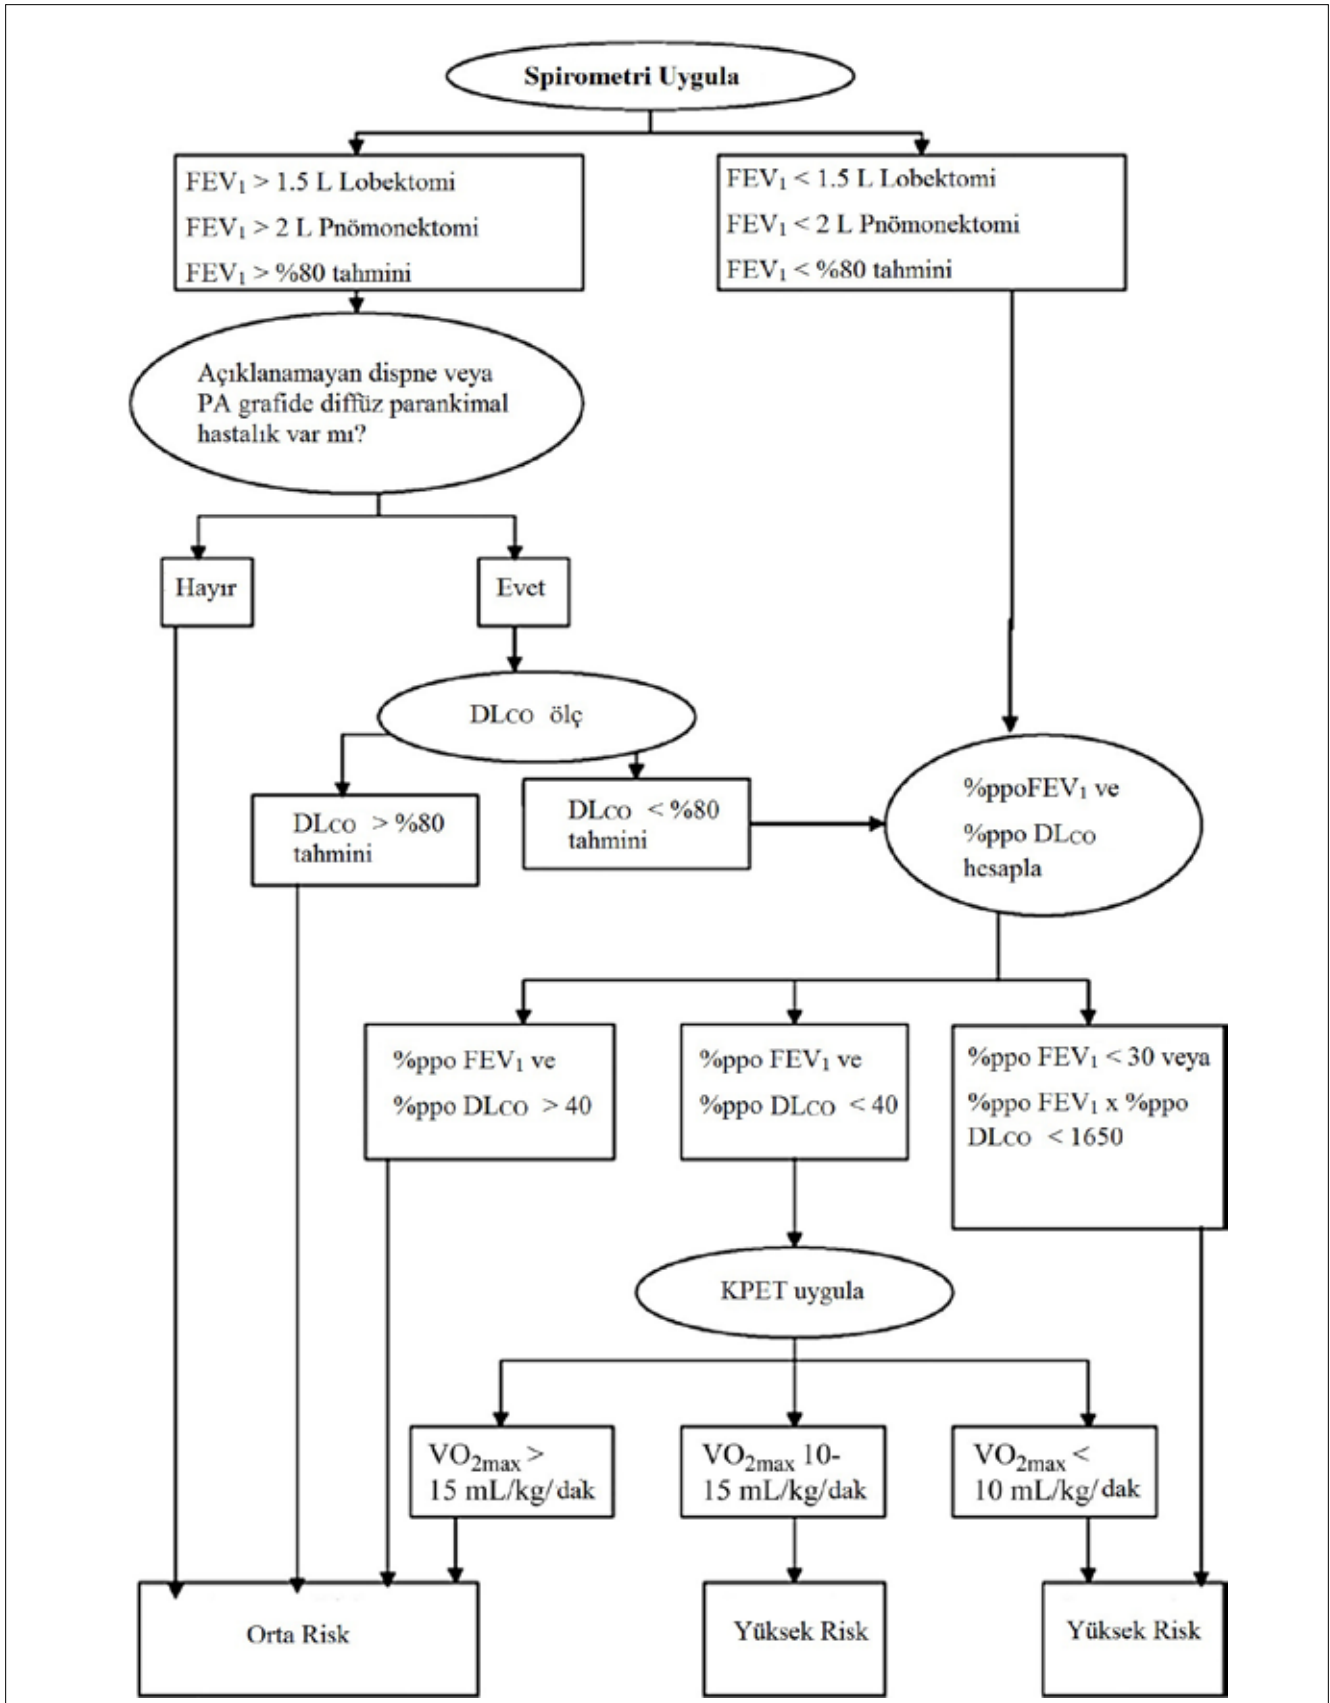 Spirometri Uygula
FEV1 > 1.5 L Lobektomi
FEV1 > 2 L Pnömonektomi
FEV1 > %80 tahmini
FEV1 < 1.5 L Lobektomi
FEV1 < 2 L Pnömonektomi
FEV1 < %80 tahmini
Açıklanamayan dispne veya
PA grafide diffüz parankimal
hastalık var mı?
Hayır
Evet
DLCO ölç
DLCO > %80
tahmini
DLCO < %80
tahmini
%ppoFEV1 ve
%ppo DLCO
hesapla
%ppo FEV1 ve
%ppo DLCO > 40
%ppo FEV1 ve
%ppo DLCO < 40
%ppo FEV1 < 30 veya
%ppo FEV1 x %ppo
DLCO < 1650
KPET uygula
VO2max >
15 mL/kg/dak
VO2max 10-
15 mL/kg/dak
VO2max <
10 mL/kg/dak
Orta Risk
Yüksek Risk
Yüksek Risk